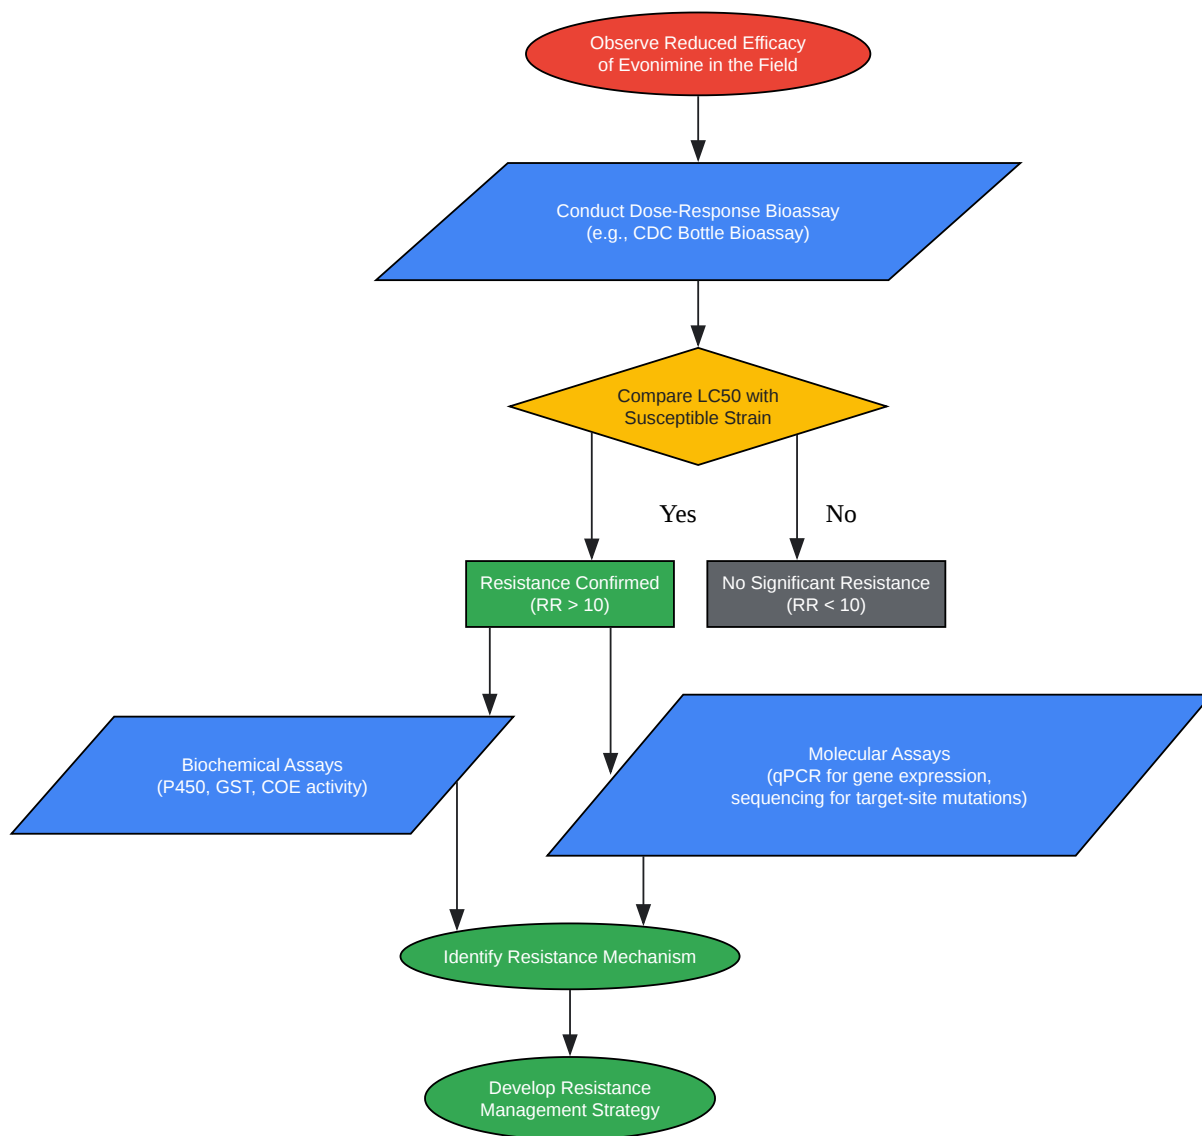 Observe Reduced Efficacy
of Evonimine in the Field
Conduct Dose-Response Bioassay
(e.g., CDC Bottle Bioassay)
Compare LC50 with
Susceptible Strain
Yes
No
Resistance Confirmed
(RR > 10)
No Significant Resistance
(RR < 10)
Biochemical Assays
(P450, GST, COE activity)
Molecular Assays
(qPCR for gene expression,
sequencing for target-site mutations)
Identify Resistance Mechanism
Develop Resistance
Management Strategy